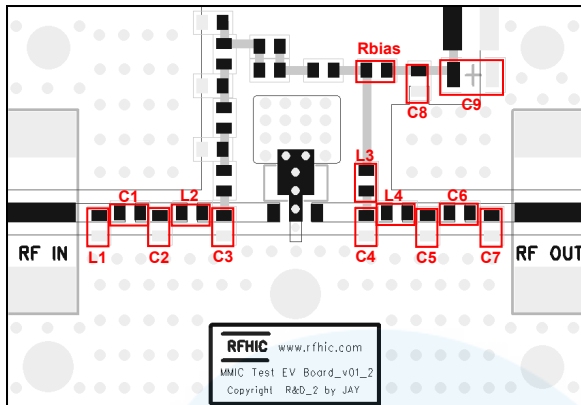 Rbias
C8
C9
L3
C1
L2
L4
C6
RF IN
L1
C2
C3
C4
C5
C7
RF OUT
RFHIC www.rfhic.com
MMIC Test EV Board_v01_2
Copyright R&D_2 by JAY